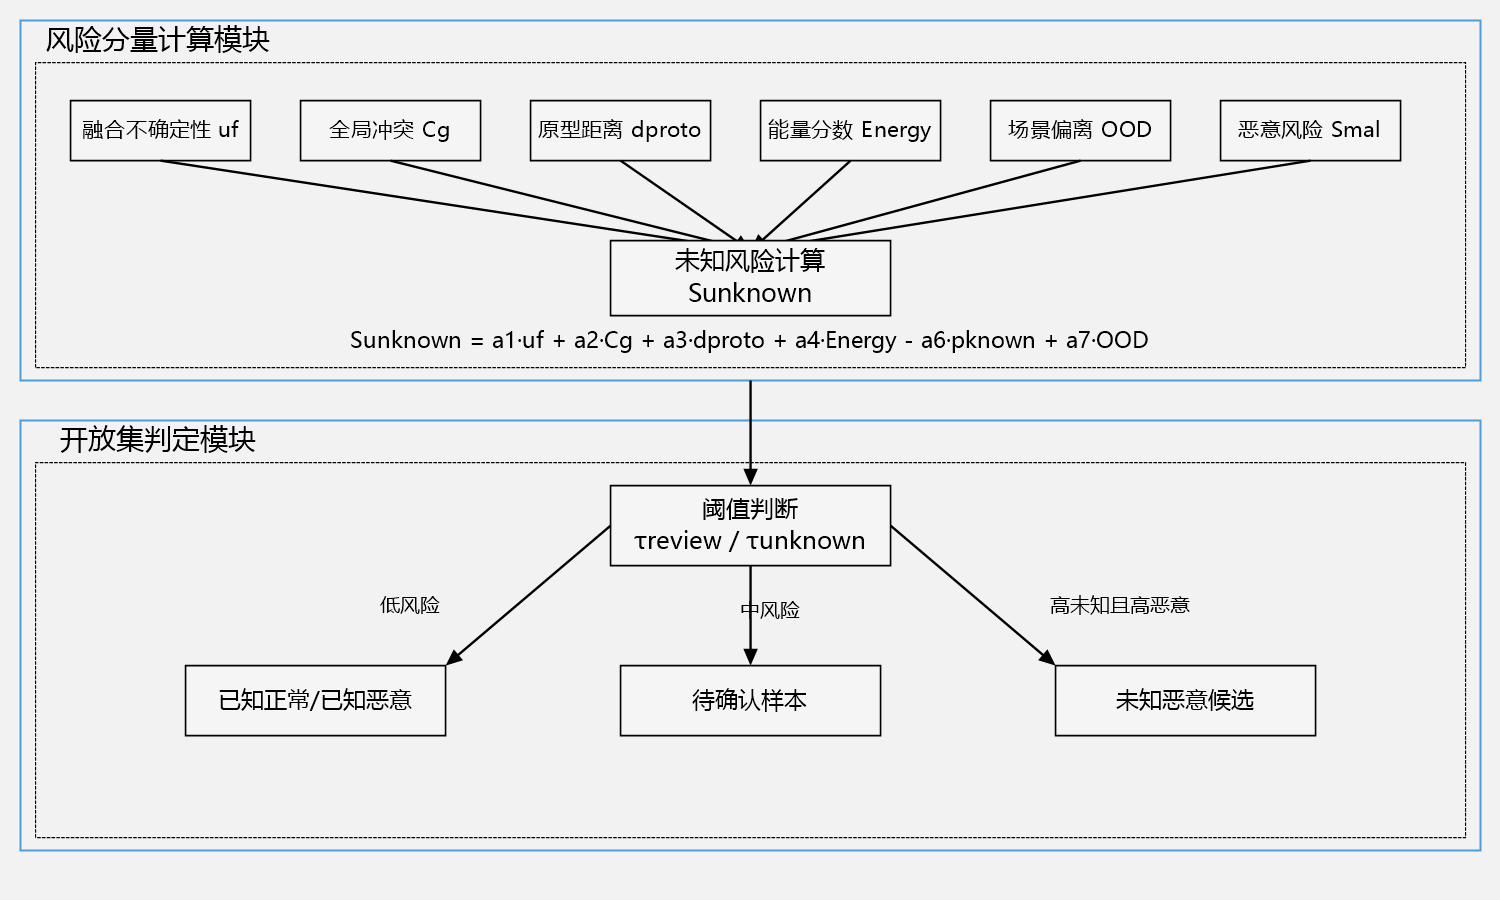 风险分量计算模块
融合不确定性 uf
全局冲突 Cg
原型距离 dproto
能量分数 Energy
场景偏离 OOD
恶意风险 Smal
未知风险计算
Sunknown
Sunknown = a1·uf + a2·Cg + a3·dproto + a4·Energy - a6·pknown + a7·OOD
开放集判定模块
阈值判断
τreview / τunknown
低风险
中风险
高未知且高恶意
已知正常/已知恶意
待确认样本
未知恶意候选